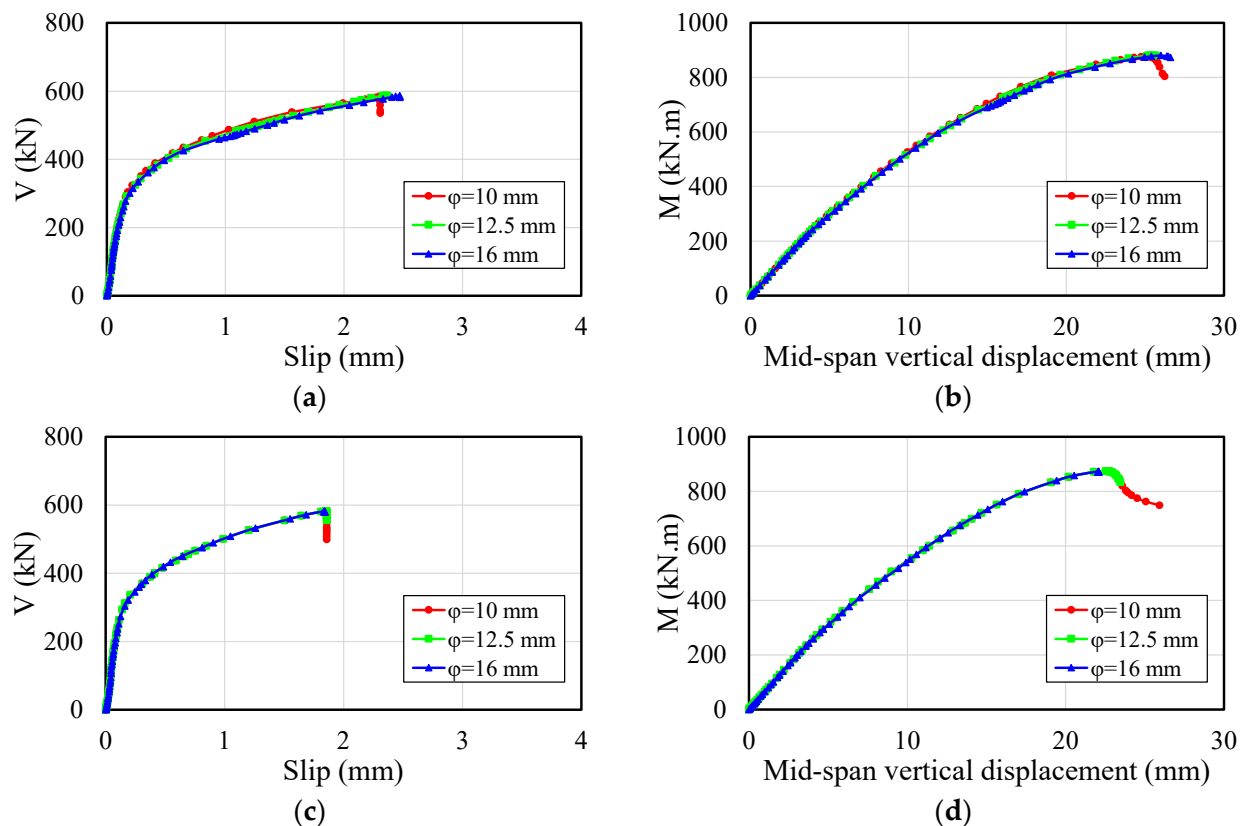 800
600
400
200
0
V (kN)
φ=10 mm
φ=12.5 mm
φ=16 mm
0 1 2 3 4
Slip (mm)
(a)
1000
800
600
400
200
0
M (kN.m)
φ=10 mm
φ=12.5 mm
φ=16 mm
0 10 20 30
Mid-span vertical displacement (mm)
(b)
800
600
400
200
0
V (kN)
φ=10 mm
φ=12.5 mm
φ=16 mm
0 1 2 3 4
Slip (mm)
(c)
1000
800
600
400
200
0
M (kN.m)
φ=10 mm
φ=12.5 mm
φ=16 mm
0 10 20 30
Mid-span vertical displacement (mm)
(d)